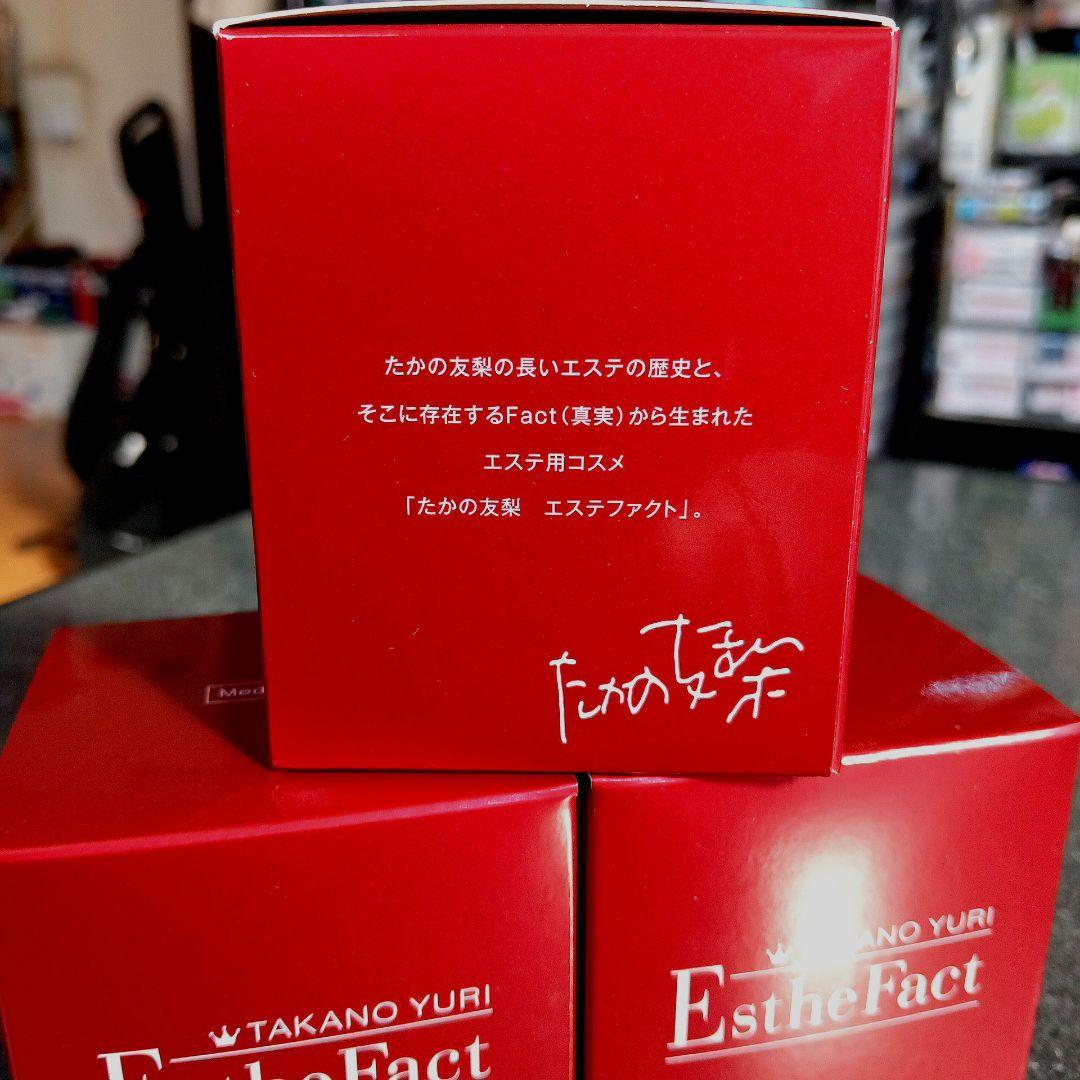 たかの友梨の長いエステの歴史と、
そこに存在するFact(真実)から生まれた
エステ用コスメ
「たかの友梨　エステファクト」。
たかの友梨
TAKANO YURI
EstheFact
YURI
EstheFact